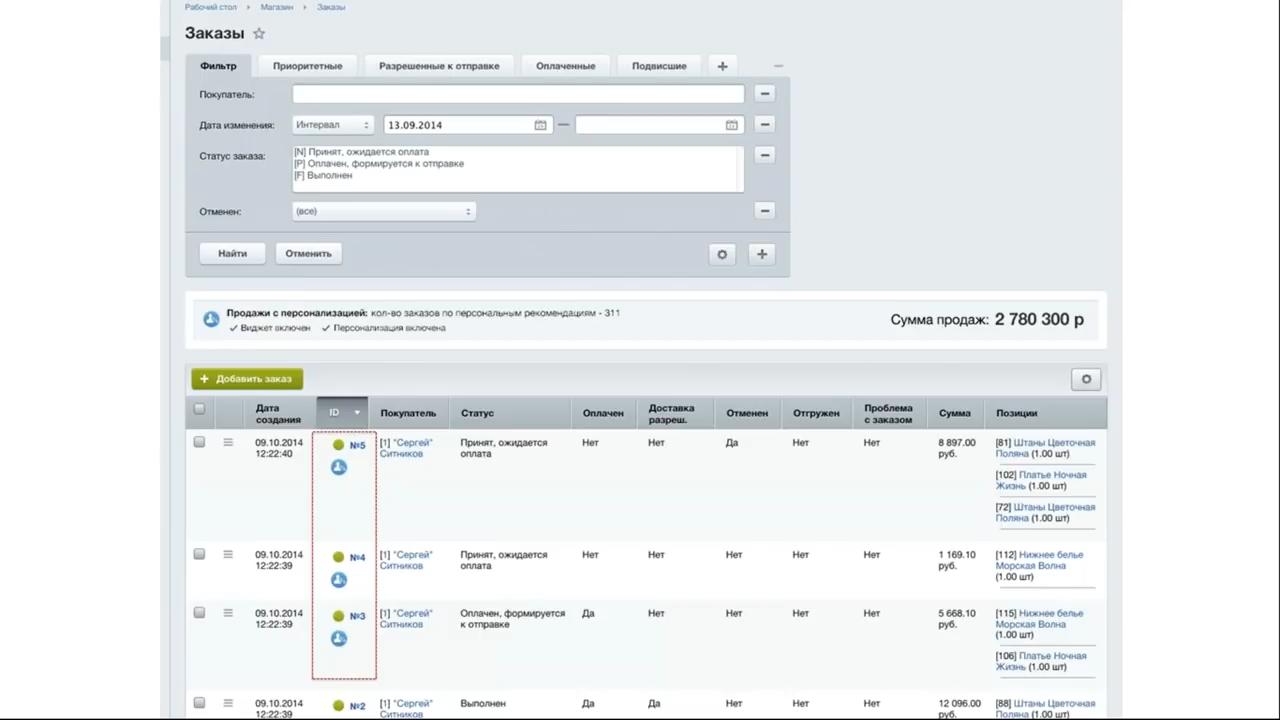 Рабочий стол Магазин Заказы
Заказы
Фильтр Приоритетные Разрешенные к отправке Оплаченные Подвисшие
Покупатель:
Дата изменения: Интервал 13.09.2014
Статус заказа: [N] Принят, ожидается оплата
[P] Оплачен, формируется к отправке
[F] Выполнен
Отменен: (все)
Найти Отменить
Продажи с персонализацией: кол-во заказов по персональным рекомендациям - 311
Виджет включен Персонализация включена
Сумма продаж: 2 780 300 р
+ Добавить заказ
Дата создания ID Покупатель Статус Оплачен Доставка разреш. Отменен Отгружен Проблема с заказом Сумма Позиции
09.10.2014 №5 [1] "Сергей" Принят, ожидается Нет Нет Да Нет Нет 8 897.00 [81] Штаны Цветочная
12:22:40 Ситников оплата руб. Поляна (1.00 шт)
[102] Платье Ночная
Жизнь (1.00 шт)
[72] Штаны Цветочная
Поляна (1.00 шт)
09.10.2014 №4 [1] "Сергей" Принят, ожидается Нет Нет Нет Нет Нет 1 169.10 [112] Нижнее белье
12:22:39 Ситников оплата руб. Морская Волна
(1.00 шт)
09.10.2014 №3 [1] "Сергей" Оплачен, формируется Да Нет Нет Нет Нет 5 668.10 [115] Нижнее белье
12:22:39 Ситников к отправке руб. Морская Волна
(1.00 шт)
[106] Платье Ночная
Жизнь (1.00 шт)
09.10.2014 №2 [1] "Сергей" Выполнен Да Да Нет Нет Нет 12 096.00 [88] Штаны Цветочная
12:22:39 Ситников руб. Поляна (1.00 шт)